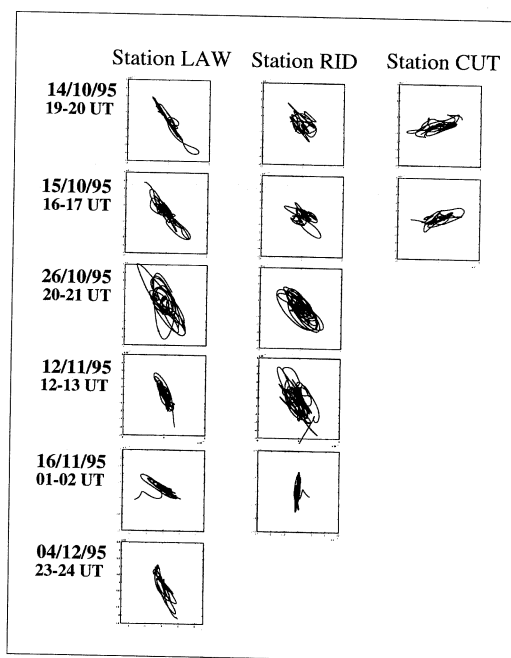 Station LAW Station RID Station CUT
14/10/95
19-20 UT
15/10/95
16-17 UT
26/10/95
20-21 UT
12/11/95
12-13 UT
16/11/95
01-02 UT
04/12/95
23-24 UT